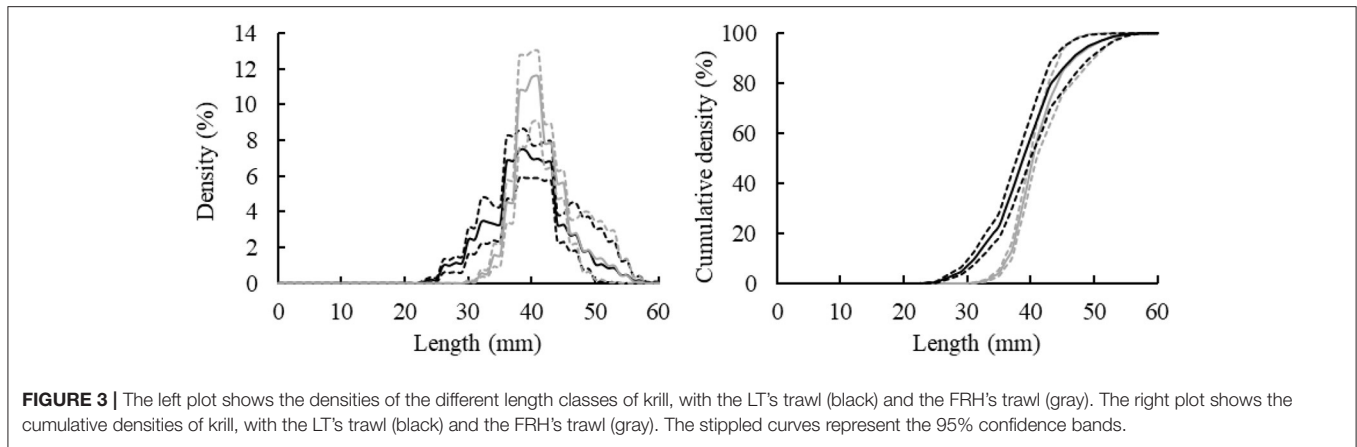 14
12
10
8
6
4
2
0
Density (%)
0 10 20 30 40 50 60
Length (mm)
100
80
60
40
20
0
Cumulative density (%)
0 10 20 30 40 50 60
Length (mm)
FIGURE 3 | The left plot shows the densities of the different length classes of krill, with the LT's trawl (black) and the FRH's trawl (gray). The right plot shows the
cumulative densities of krill, with the LT's trawl (black) and the FRH's trawl (gray). The stippled curves represent the 95% confidence bands.